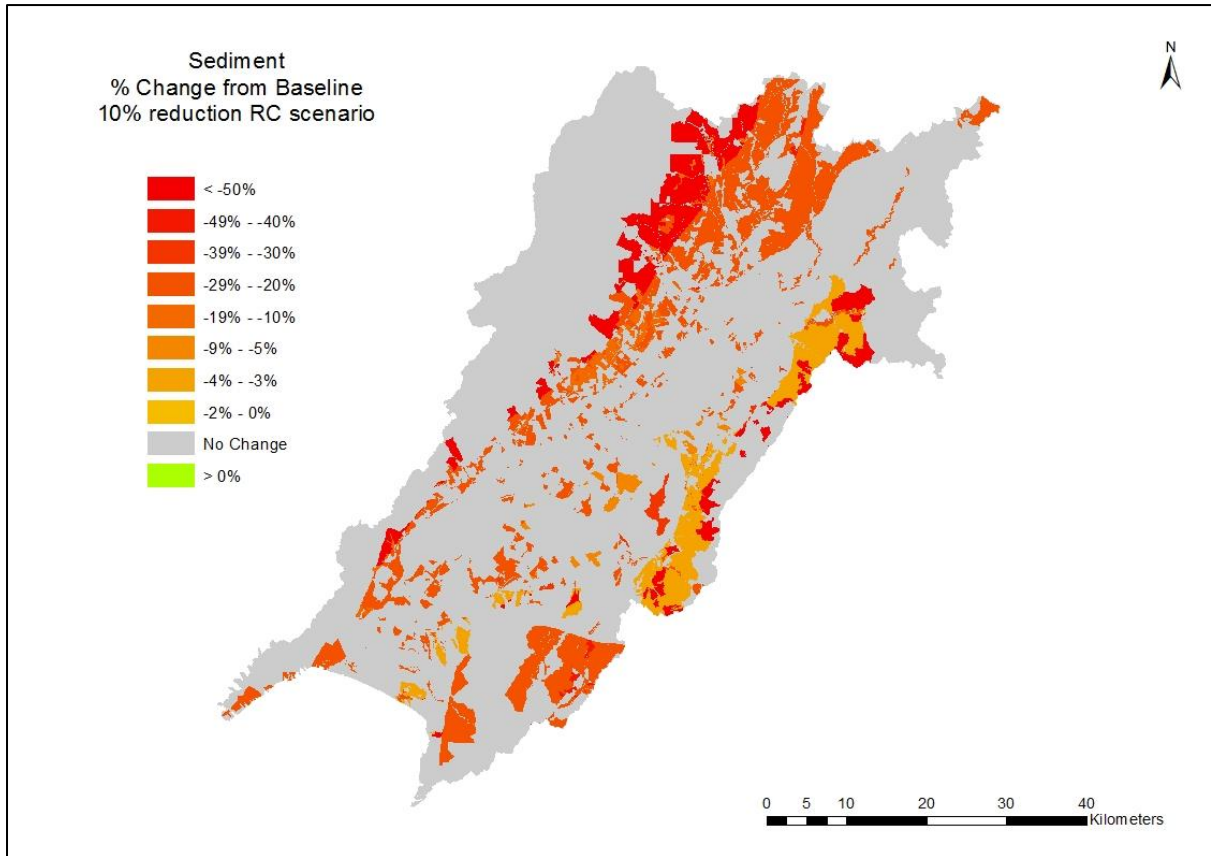 Sediment
% Change from Baseline
10% reduction RC scenario
< -50%
-49% - -40%
-39% - -30%
-29% - -20%
-19% - -10%
-9% - -5%
-4% - -3%
-2% - 0%
No Change
> 0%
N
0 5 10 20 30 40
Kilometers